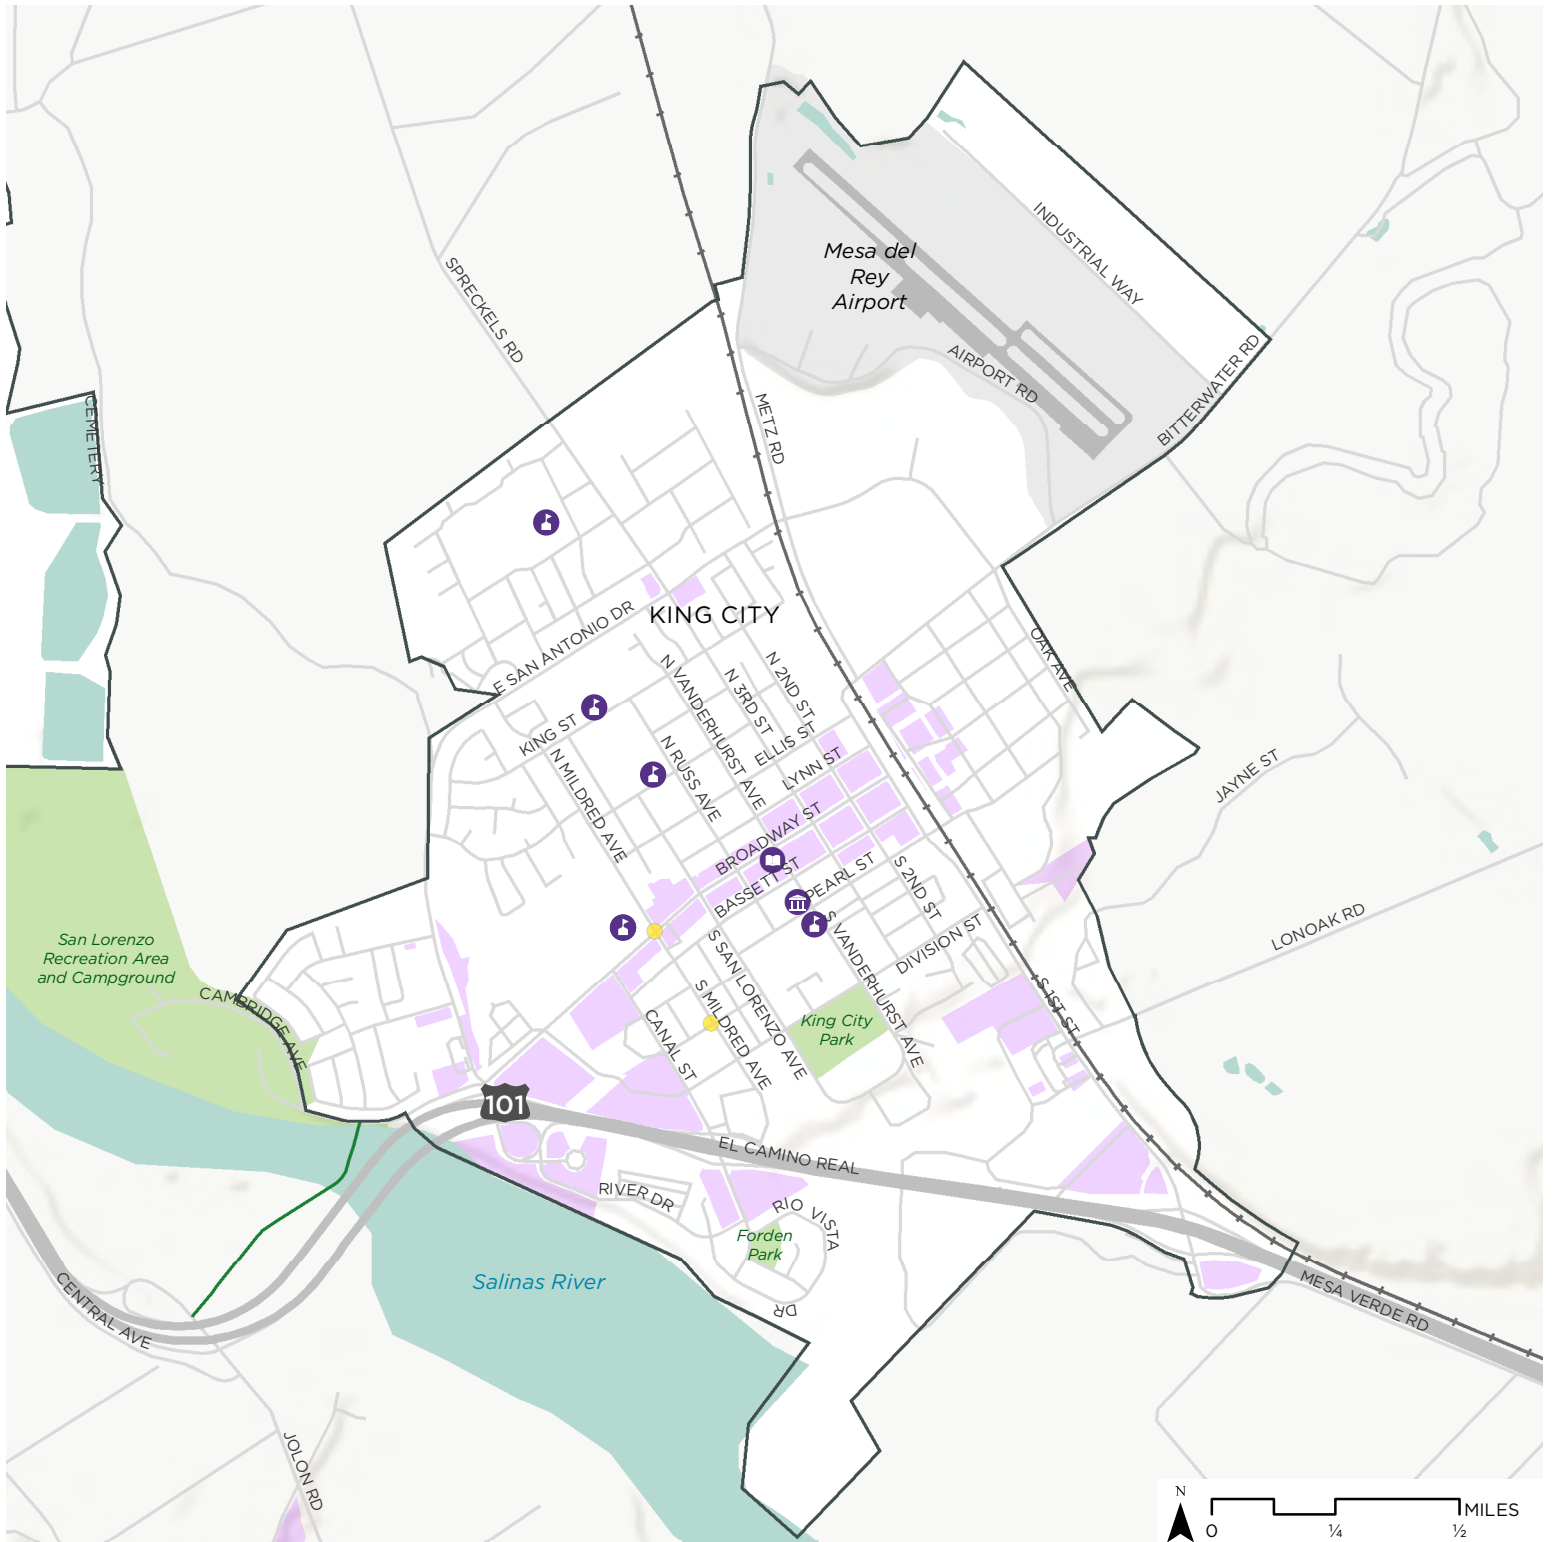 INDUSTRIAL WAY
Mesa del
Rey
Airport
SPRECKELS RD
AIRPORT RD
BITTERWATER RD
METZ RD
CEMETERY
KING CITY
E SAN ANTONIO DR
OAK AVE
N 2ND ST
N 3RD ST
N VANDERHURST AVE
KING ST
N RUSS AVE
N MILDRED AVE
ELLIS ST
LYNN ST
JAYNE ST
BROADWAY ST
BASSETT ST
PEARL ST
S 2ND ST
DIVISION ST
LONOAK RD
San Lorenzo
Recreation Area
and Campground
CAMBRIDGE AVE
S SAN LORENZO AVE
S VANDERHURST AVE
S MILDRED AVE
CANAL ST
King City
Park
S 1ST ST
101
EL CAMINO REAL
RIVER DR
RIO VISTA
DR
Forden
Park
Salinas River
CENTRAL AVE
MESA VERDE RD
JOLON RD
N
MILES
0 ¼ ½